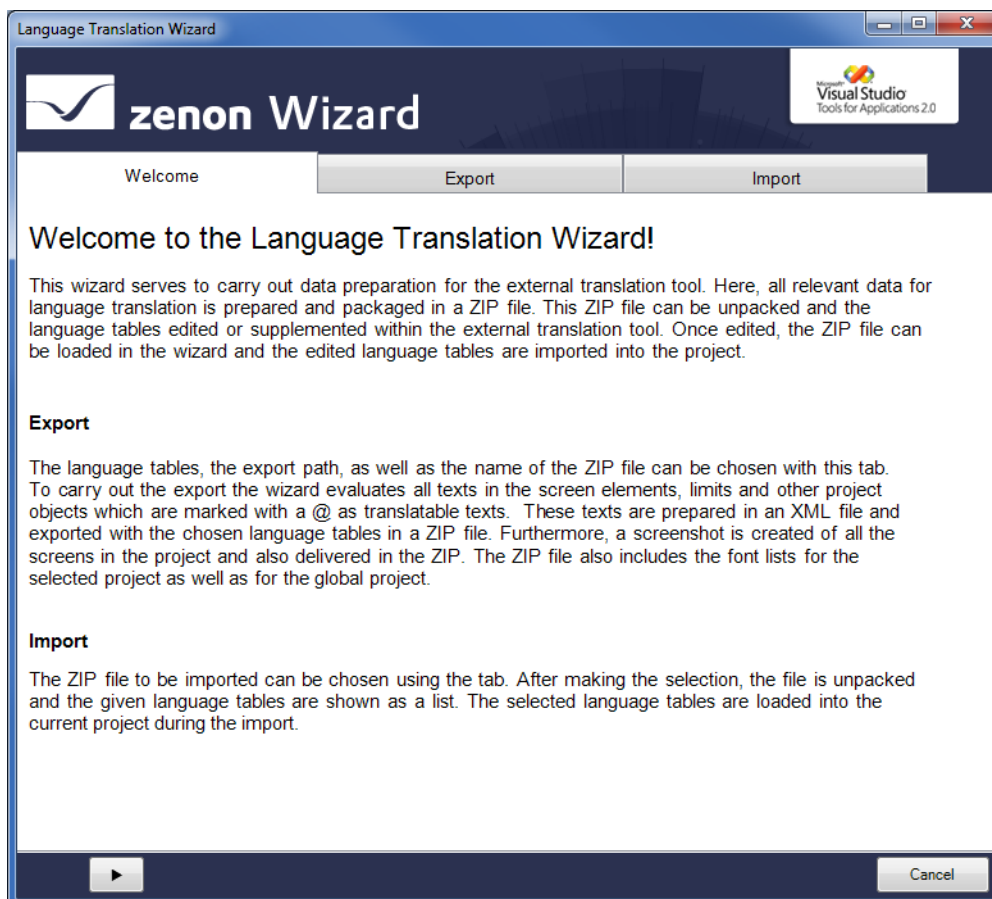 Language Translation Wizard
zenon Wizard
Microsoft
Visual Studio
Tools for Applications 2.0
Welcome
Export
Import
Welcome to the Language Translation Wizard!
This wizard serves to carry out data preparation for the external translation tool. Here, all relevant data for
language translation is prepared and packaged in a ZIP file. This ZIP file can be unpacked and the
language tables edited or supplemented within the external translation tool. Once edited, the ZIP file can
be loaded in the wizard and the edited language tables are imported into the project.
Export
The language tables, the export path, as well as the name of the ZIP file can be chosen with this tab.
To carry out the export the wizard evaluates all texts in the screen elements, limits and other project
objects which are marked with a @ as translatable texts.  These texts are prepared in an XML file and
exported with the chosen language tables in a ZIP file. Furthermore, a screenshot is created of all the
screens in the project and also delivered in the ZIP. The ZIP file also includes the font lists for the
selected project as well as for the global project.
Import
The ZIP file to be imported can be chosen using the tab. After making the selection, the file is unpacked
and the given language tables are shown as a list. The selected language tables are loaded into the
current project during the import.
Cancel